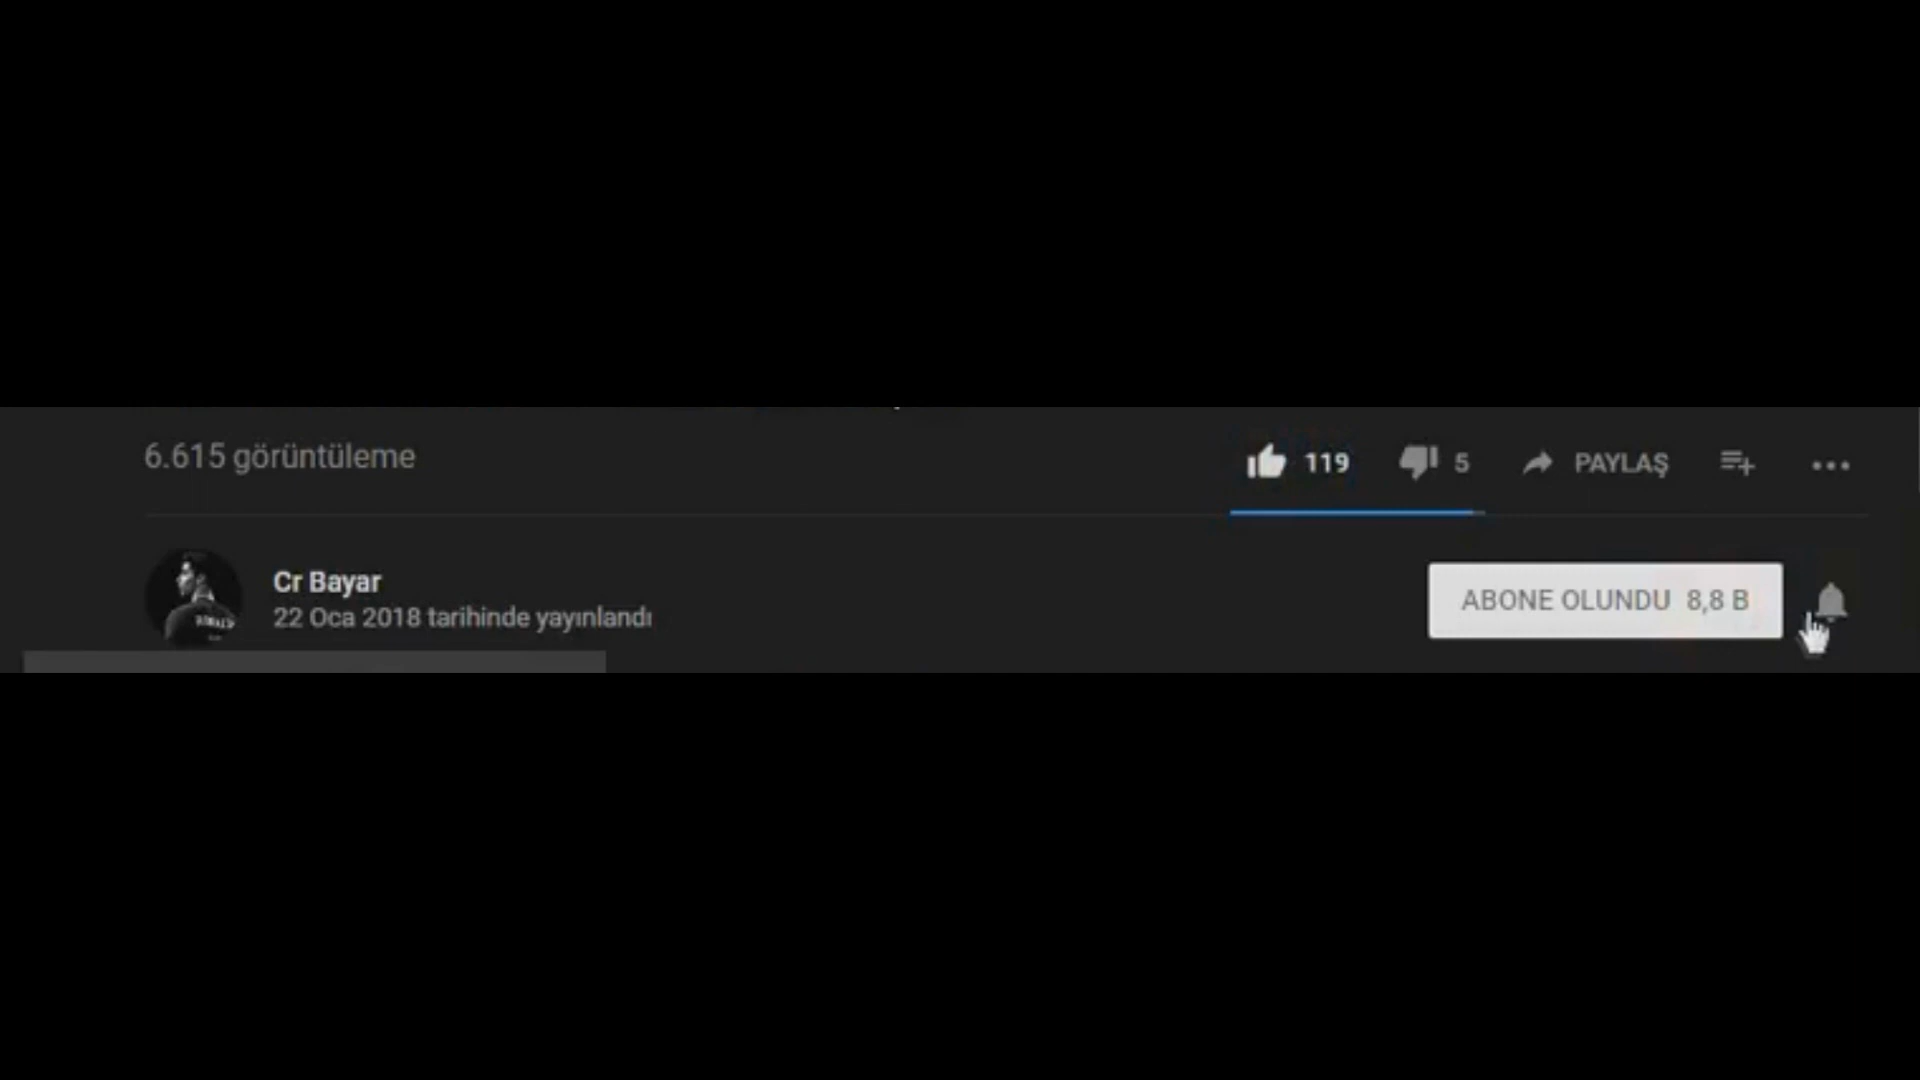 6.615 görüntüleme
119 5 PAYLAŞ
Cr Bayar
22 Oca 2018 tarihinde yayınlandı
ABONE OLUNDU 8,8 B